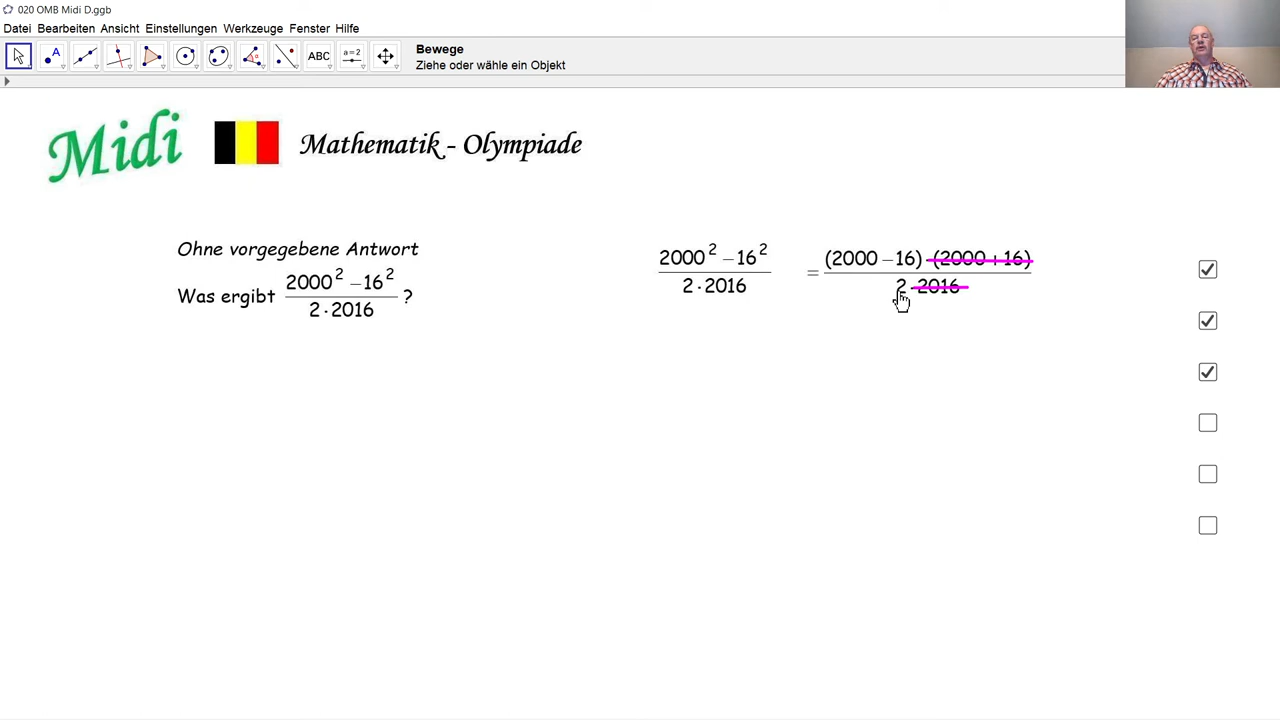 020 OMB Midi D.ggb
Datei Bearbeiten Ansicht Einstellungen Werkzeuge Fenster Hilfe
A
ABC
a=2
Bewege
Ziehe oder wähle ein Objekt
Midi
Mathematik - Olympiade
Ohne vorgegebene Antwort
Was ergibt (2000² − 16²)/(2 · 2016) ?
(2000² − 16²)/(2 · 2016) = ((2000 − 16) · (2000 + 16))/(2 · 2016)